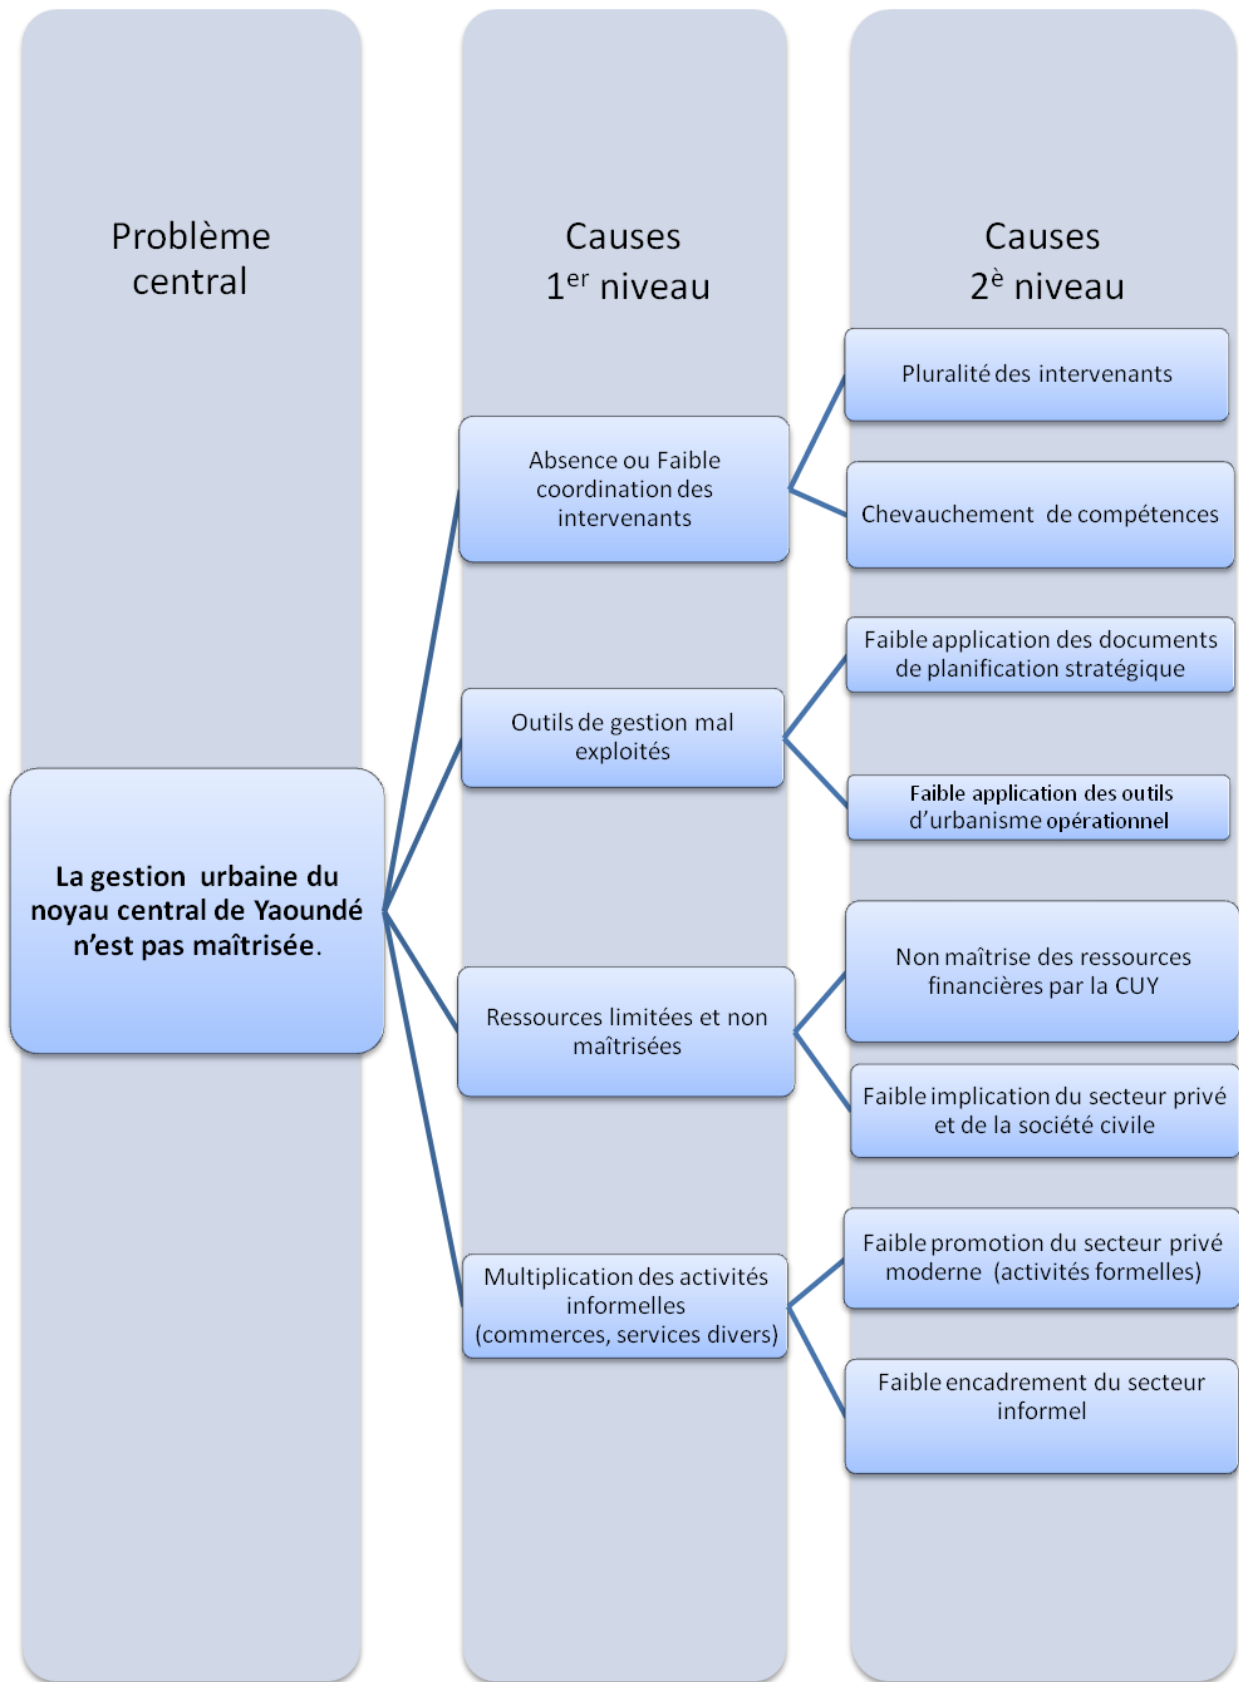 Problème
central
Causes
1er niveau
Causes
2è niveau
La gestion urbaine du
noyau central de Yaoundé
n’est pas maîtrisée.
Absence ou Faible
coordination des
intervenants
Outils de gestion mal
exploités
Ressources limitées et non
maîtrisées
Multiplication des activités
informelles
(commerces, services divers)
Pluralité des intervenants
Chevauchement de compétences
Faible application des documents
de planification stratégique
Faible application des outils
d’urbanisme opérationnel
Non maîtrise des ressources
financières par la CUY
Faible implication du secteur privé
et de la société civile
Faible promotion du secteur privé
moderne (activités formelles)
Faible encadrement du secteur
informel